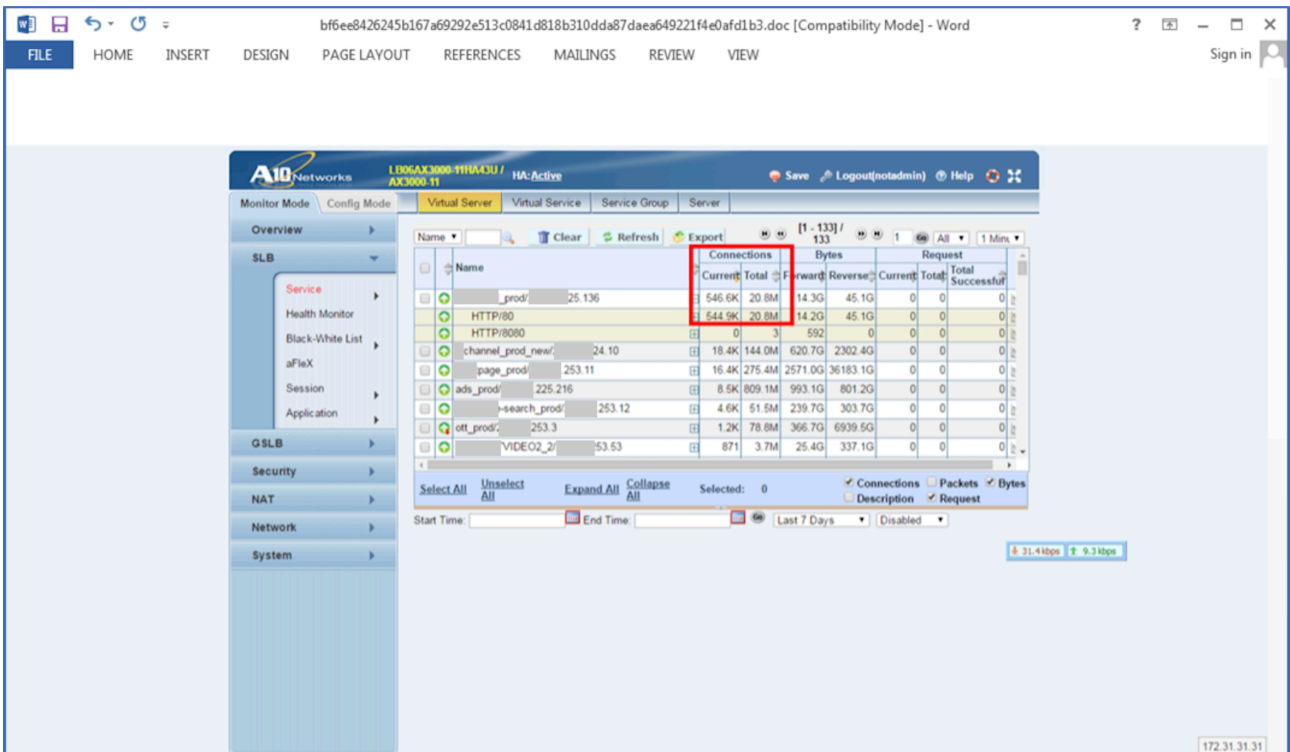 bf6ee8426245b167a69292e513c0841d818b310dda87daea649221f4e0afd1b3.doc [Compatibility Mode] - Word
FILE HOME INSERT DESIGN PAGE LAYOUT REFERENCES MAILINGS REVIEW VIEW Sign in
A10 Networks LB06AX3000-11HA43U / AX3000-11 HA:Active Save Logout(notadmin) Help
Monitor Mode Config Mode Virtual Server Virtual Service Service Group Server
Overview
SLB
Service
Health Monitor
Black-White List
aFleX
Session
Application
GSLB
Security
NAT
Network
System
Name Clear Refresh Export [1 - 133] / 133 1 Go All
Name Connections Bytes Request
Current Total Forward Reverse Current Total Total Successful
_prod/ 25.136 546.6K 20.8M 14.3G 45.1G 0 0 0
HTTP/80 544.9K 20.8M 14.2G 45.1G 0 0 0
HTTP/8080 0 3 592 0 0 0 0
channel_prod_new/ 24.10 18.4K 144.0M 620.7G 2302.4G 0 0 0
page_prod/ .253.11 16.4K 275.4M 2571.0G 36183.1G 0 0 0
ads_prod/ .225.216 8.5K 809.1M 993.1G 801.2G 0 0 0
-search_prod/ 253.12 4.6K 51.5M 239.7G 303.7G 0 0 0
ott_prod/2 253.3 1.2K 78.8M 366.7G 6939.5G 0 0 0
VIDEO2_2/ 53.53 871 3.7M 25.4G 337.1G 0 0 0
Select All Unselect All Expand All Collapse All Selected: 0 Connections Packets Bytes
Description Request
Start Time: End Time: Go Last 7 Days Disabled
31.4 kbps 9.3 kbps
172.31.31.31